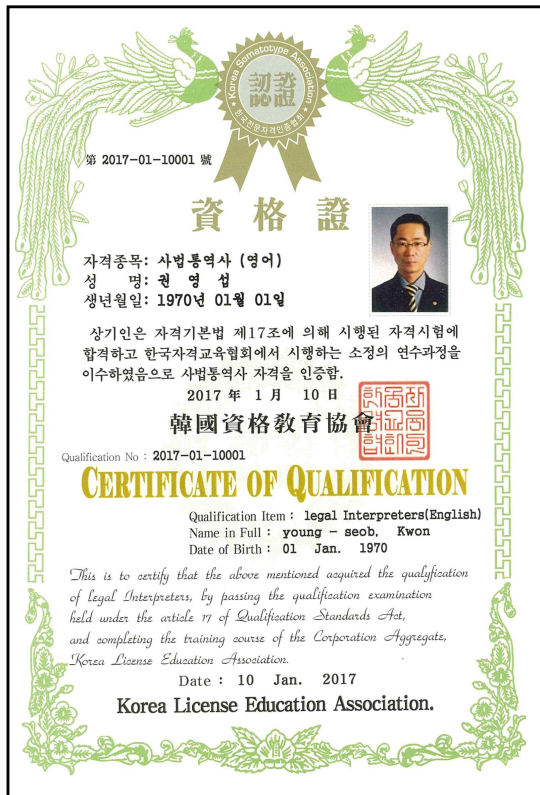 Korea Somatotype Association
認證
한국전문자격인증협회
第 2017-01-10001 號
資格證
자격종목: 사법통역사 (영어)
성 명: 권 영 섭
생년월일: 1970년 01월 01일
상기인은 자격기본법 제17조에 의해 시행된 자격시험에
합격하고 한국자격교육협회에서 시행하는 소정의 연수과정을
이수하였음으로 사법통역사 자격을 인증함.
2017 年 1 月 10 日
韓國資格敎育協會
Qualification No : 2017-01-10001
CERTIFICATE OF QUALIFICATION
Qualification Item : legal Interpreters(English)
Name in Full : young - seob, Kwon
Date of Birth : 01 Jan. 1970
This is to certify that the above mentioned acquired the qualyfication
of legal Interpreters, by passing the qualification examination
held under the article 17 of Qualification Standards Act,
and completing the training course of the Corporation Aggregate,
Korea License Education Association.
Date : 10 Jan. 2017
Korea License Education Association.